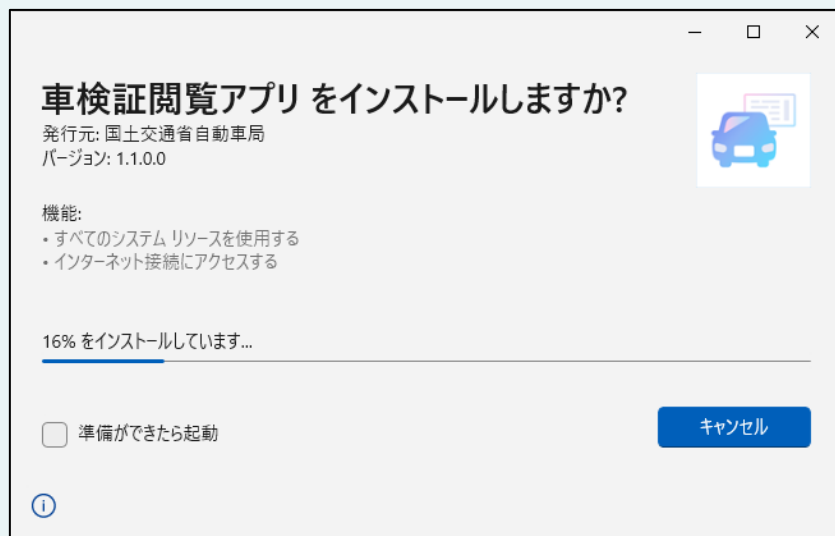 車検証閲覧アプリ をインストールしますか?
発行元: 国土交通省自動車局
バージョン: 1.1.0.0
機能:
• すべてのシステム リソースを使用する
• インターネット接続にアクセスする
16% をインストールしています...
準備ができたら起動
キャンセル